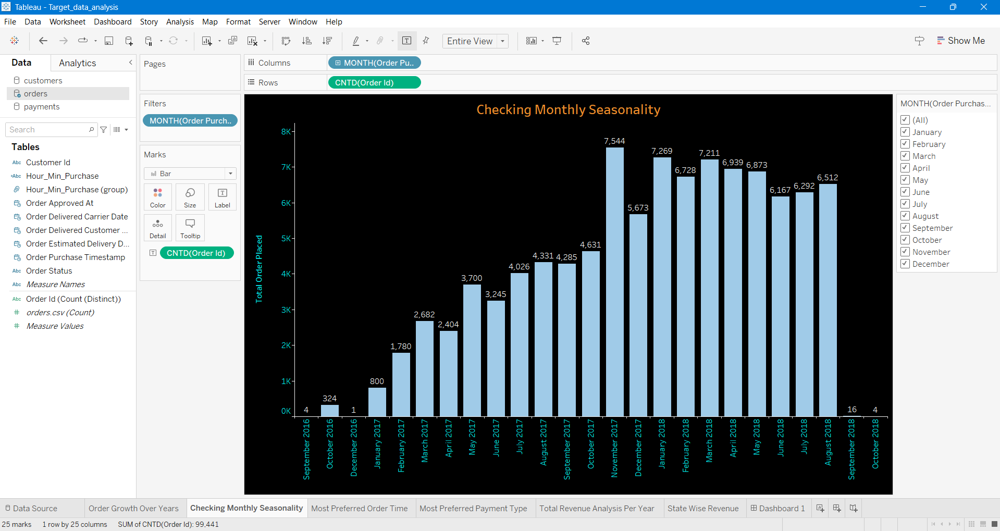 Tableau - Target_data_analysis
File Data Worksheet Dashboard Story Analysis Map Format Server Window Help
Entire View
Show Me
Data Analytics
customers
orders
payments
Search
Tables
Abc Customer Id
=Abc Hour_Min_Purchase
Hour_Min_Purchase (group)
Order Approved At
Order Delivered Carrier Date
Order Delivered Customer ...
Order Estimated Delivery D...
Order Purchase Timestamp
Abc Order Status
Abc Measure Names
Abc Order Id (Count (Distinct))
# orders.csv (Count)
# Measure Values
Pages
Filters
MONTH(Order Purch..
Marks
Bar
Color Size Label
Detail Tooltip
CNTD(Order Id)
Columns MONTH(Order Pu..
Rows CNTD(Order Id)
Checking Monthly Seasonality
Total Order Placed
8K
7K
6K
5K
4K
3K
2K
1K
0K
4
324
1
800
1,780
2,682
2,404
3,700
3,245
4,026
4,331
4,285
4,631
7,544
5,673
7,269
6,728
7,211
6,939
6,873
6,167
6,292
6,512
16
4
September 2016
October 2016
December 2016
January 2017
February 2017
March 2017
April 2017
May 2017
June 2017
July 2017
August 2017
September 2017
October 2017
November 2017
December 2017
January 2018
February 2018
March 2018
April 2018
May 2018
June 2018
July 2018
August 2018
September 2018
October 2018
MONTH(Order Purchas...
(All)
January
February
March
April
May
June
July
August
September
October
November
December
Data Source Order Growth Over Years Checking Monthly Seasonality Most Preferred Order Time Most Preferred Payment Type Total Revenue Analysis Per Year State Wise Revenue Dashboard 1
25 marks 1 row by 25 columns SUM of CNTD(Order Id): 99,441